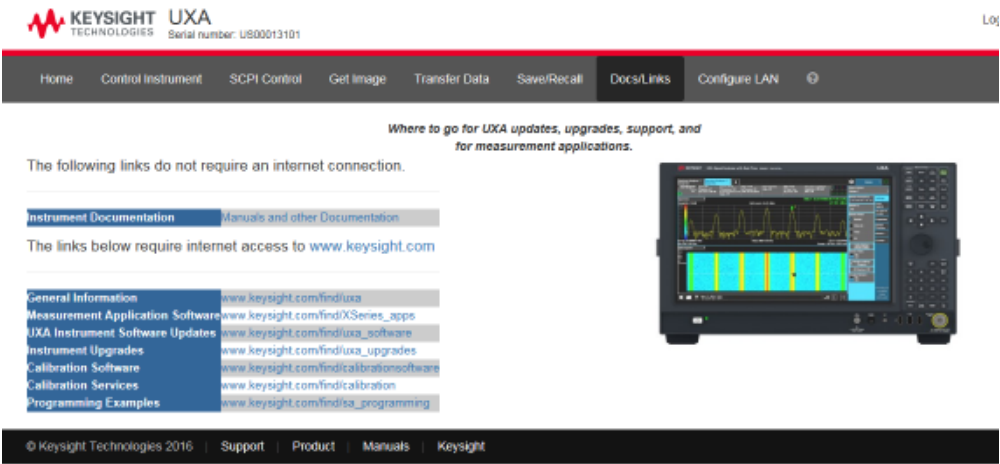 KEYSIGHT UXA
TECHNOLOGIES Serial number: US00013101
Home Control Instrument SCPI Control Get Image Transfer Data Save/Recall Docs/Links Configure LAN
Where to go for UXA updates, upgrades, support, and
for measurement applications.
The following links do not require an internet connection.
Instrument Documentation Manuals and other Documentation
The links below require internet access to www.keysight.com
General Information www.keysight.com/find/uxa
Measurement Application Software www.keysight.com/find/XSeries_apps
UXA Instrument Software Updates www.keysight.com/find/uxa_software
Instrument Upgrades www.keysight.com/find/uxa_upgrades
Calibration Software www.keysight.com/find/calibrationsoftware
Calibration Services www.keysight.com/find/calibration
Programming Examples www.keysight.com/find/sa_programming
© Keysight Technologies 2016 | Support | Product | Manuals | Keysight